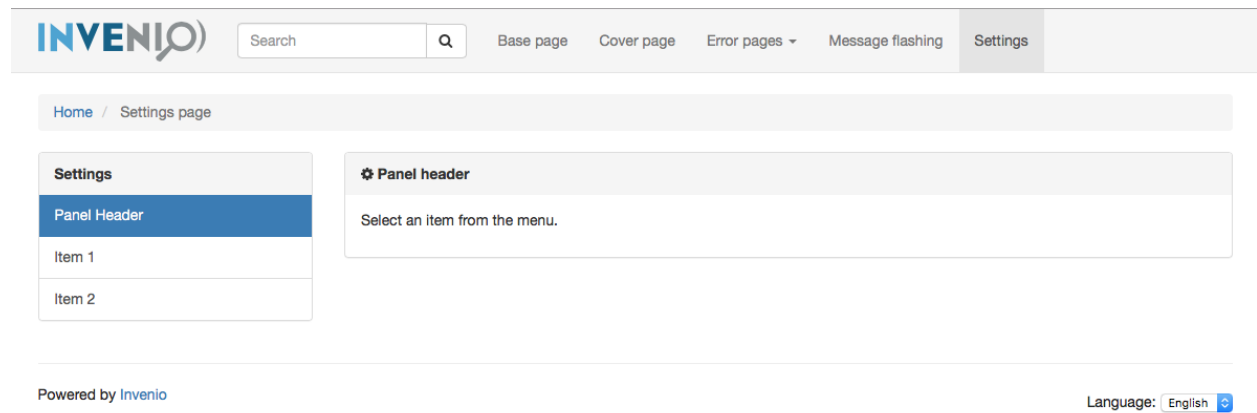 INVENIO Search Base page Cover page Error pages Message flashing Settings
Home / Settings page
Settings
Panel Header
Item 1
Item 2
Panel header
Select an item from the menu.
Powered by Invenio
Language: English